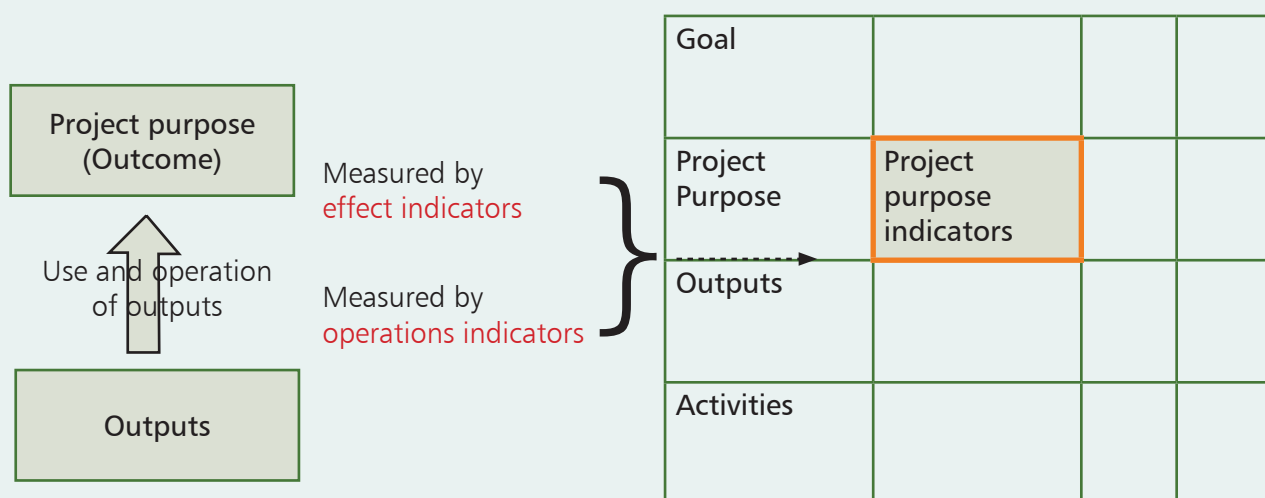 Project purpose
(Outcome)
Use and operation
of outputs
Outputs
Measured by
effect indicators
Measured by
operations indicators
Goal
Project
Purpose
Project
purpose
indicators
Outputs
Activities